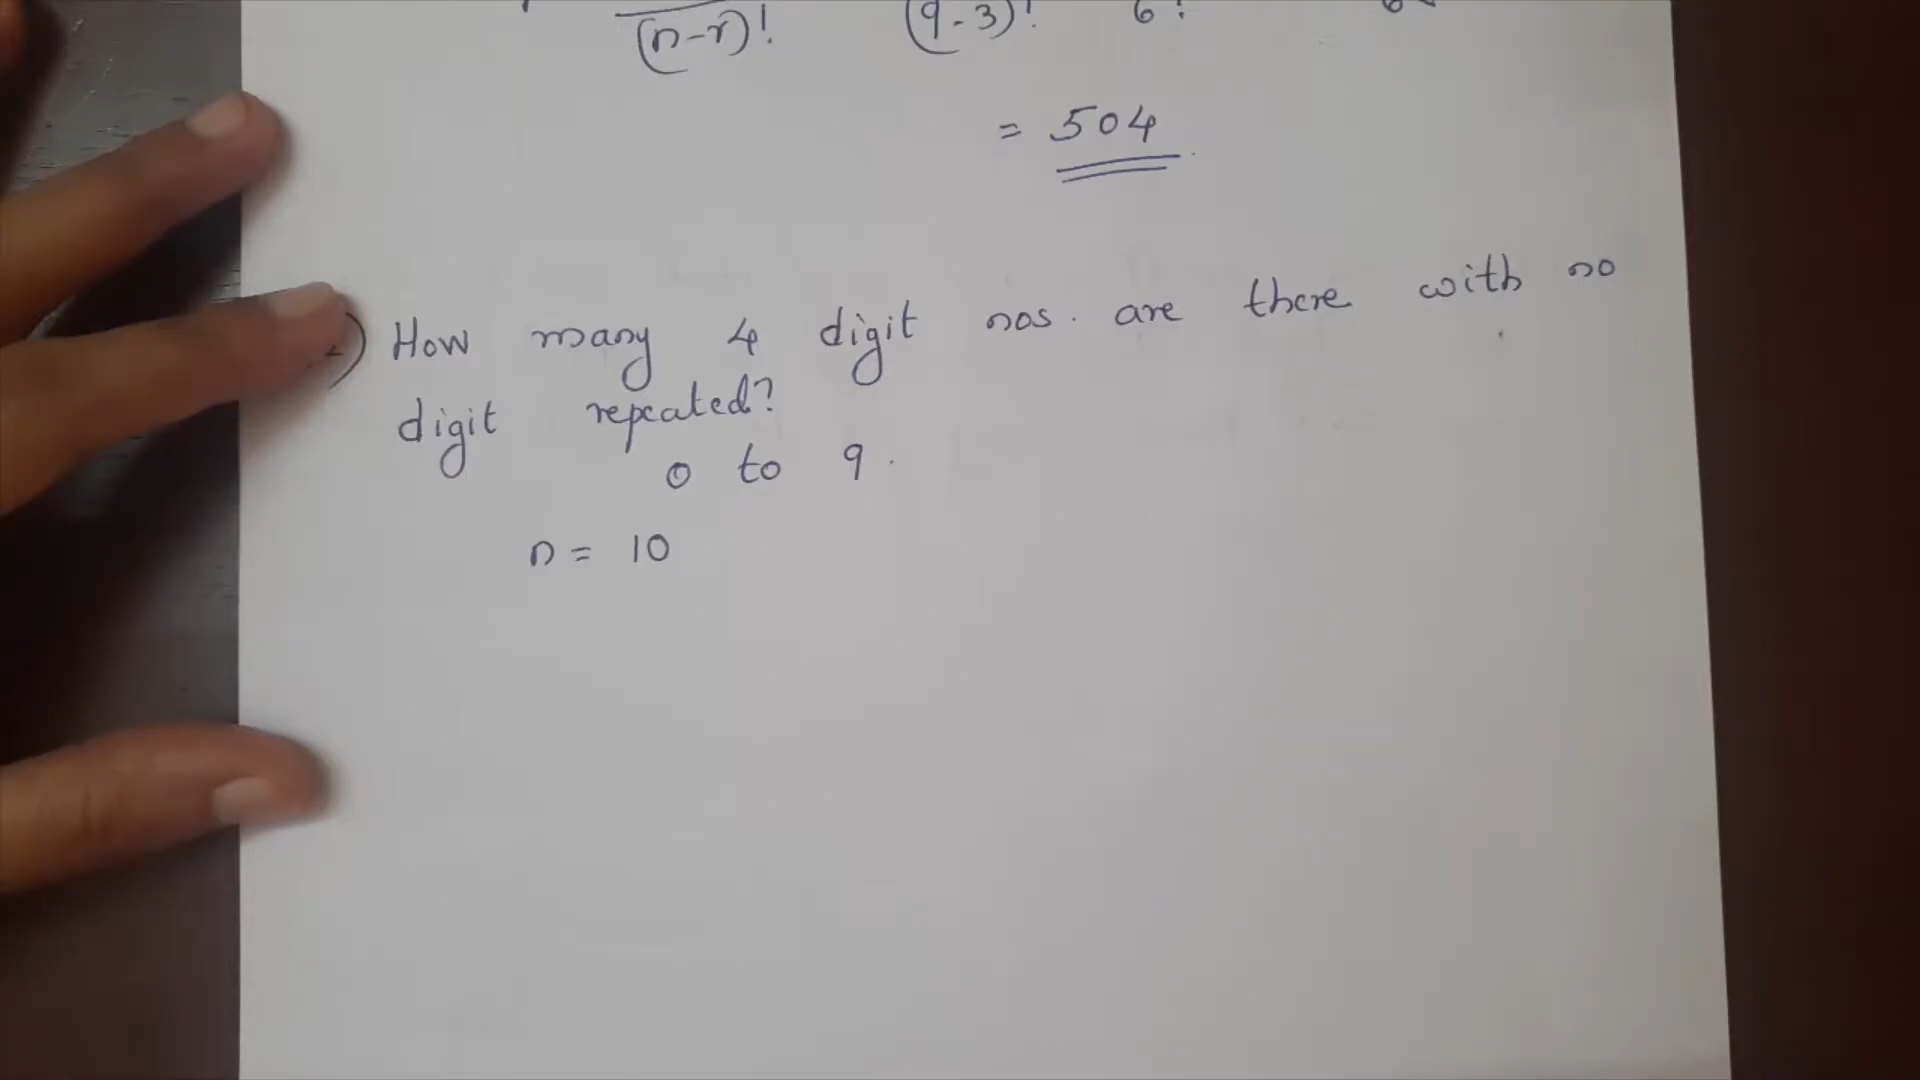 (n-r)! (9-3)! 6!
= 504
2) How many 4 digit nos. are there with no
digit repeated?
0 to 9.
n = 10